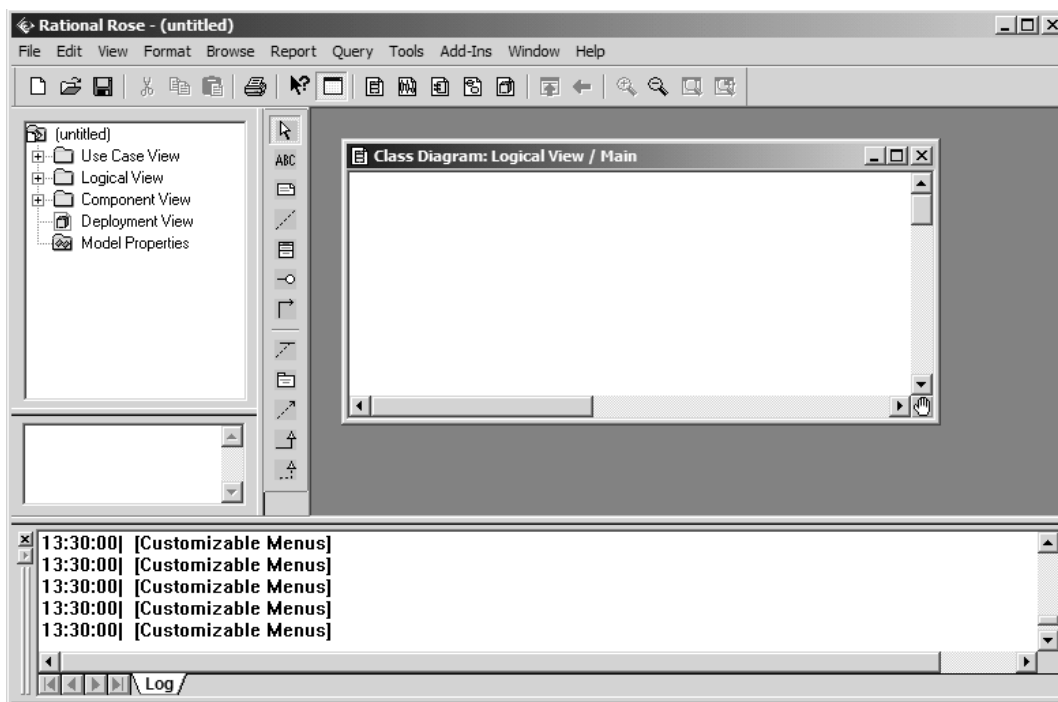 Rational Rose - (untitled)
File Edit View Format Browse Report Query Tools Add-Ins Window Help
(untitled)
Use Case View
Logical View
Component View
Deployment View
Model Properties
ABC
Class Diagram: Logical View / Main
13:30:00| [Customizable Menus]
13:30:00| [Customizable Menus]
13:30:00| [Customizable Menus]
13:30:00| [Customizable Menus]
13:30:00| [Customizable Menus]
Log